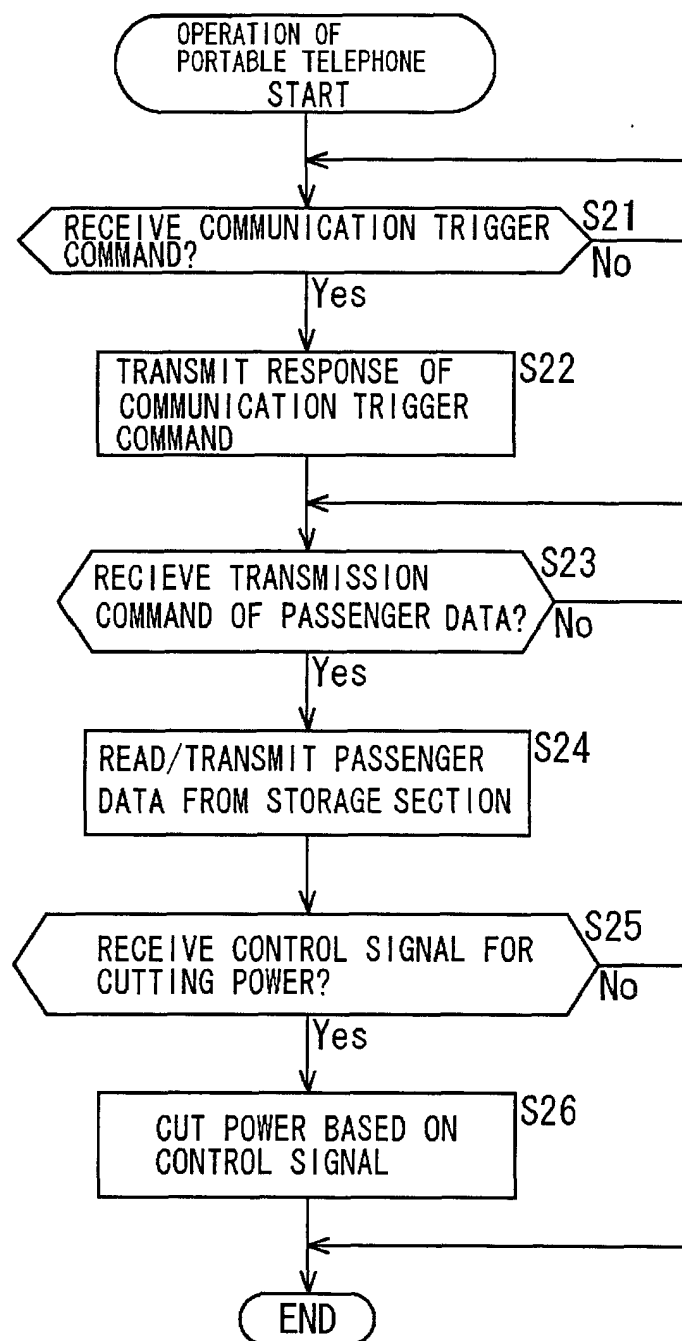 OPERATION OF
PORTABLE TELEPHONE
START
RECEIVE COMMUNICATION TRIGGER
COMMAND?
S21
No
Yes
TRANSMIT RESPONSE OF
COMMUNICATION TRIGGER
COMMAND
S22
RECIEVE TRANSMISSION
COMMAND OF PASSENGER DATA?
S23
No
Yes
READ/TRANSMIT PASSENGER
DATA FROM STORAGE SECTION
S24
RECEIVE CONTROL SIGNAL FOR
CUTTING POWER?
S25
No
Yes
CUT POWER BASED ON
CONTROL SIGNAL
S26
END